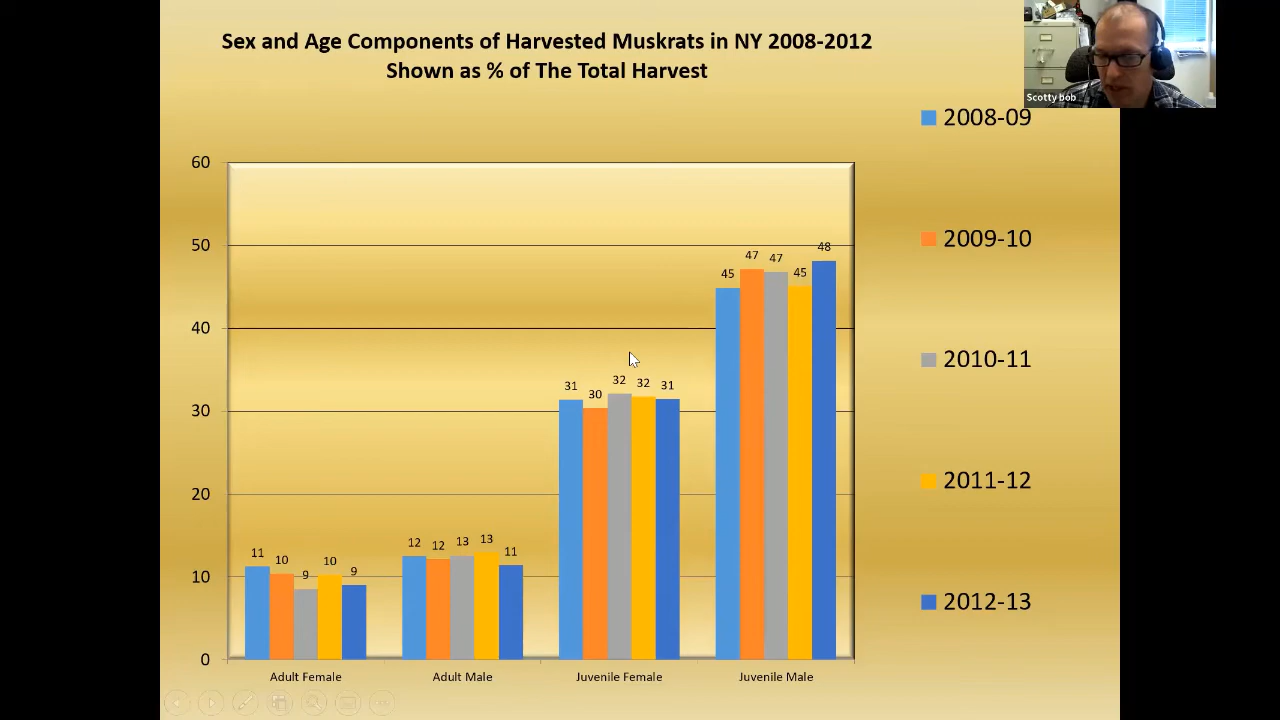 Sex and Age Components of Harvested Muskrats in NY 2008-2012
Shown as % of The Total Harvest
Scotty bob
2008-09
2009-10
2010-11
2011-12
2012-13
60
50
40
30
20
10
0
11 10 9 10 9
12 12 13 13 11
31 30 32 32 31
45 47 47 45 48
Adult Female Adult Male Juvenile Female Juvenile Male